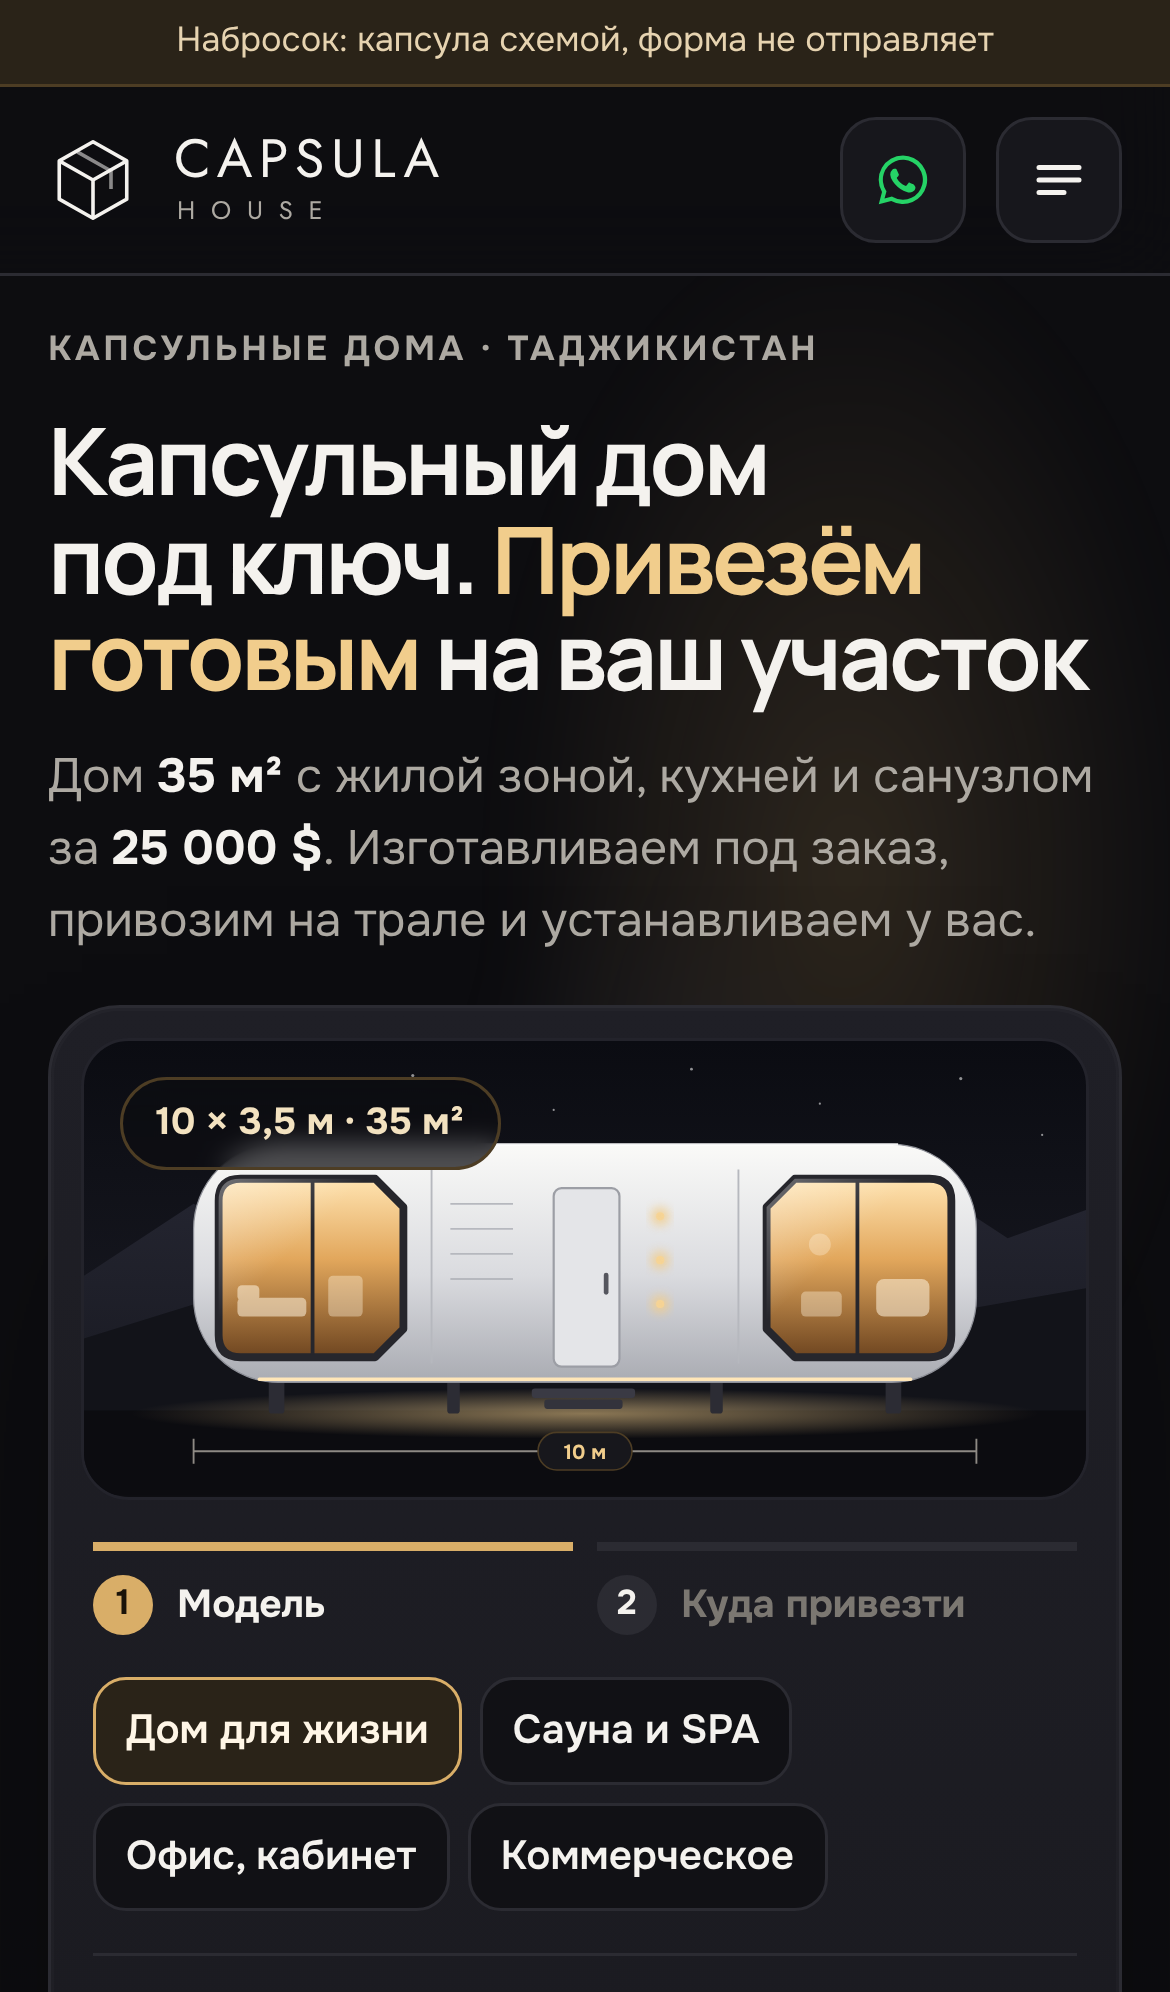 Набросок: капсула схемой, форма не отправляет
CAPSULA
HOUSE
КАПСУЛЬНЫЕ ДОМА · ТАДЖИКИСТАН
Капсульный дом
под ключ. Привезём
готовым на ваш участок
Дом 35 м² с жилой зоной, кухней и санузлом
за 25 000 $. Изготавливаем под заказ,
привозим на трале и устанавливаем у вас.
10 × 3,5 м · 35 м²
10 м
1 Модель
2 Куда привезти
Дом для жизни
Сауна и SPA
Офис, кабинет
Коммерческое